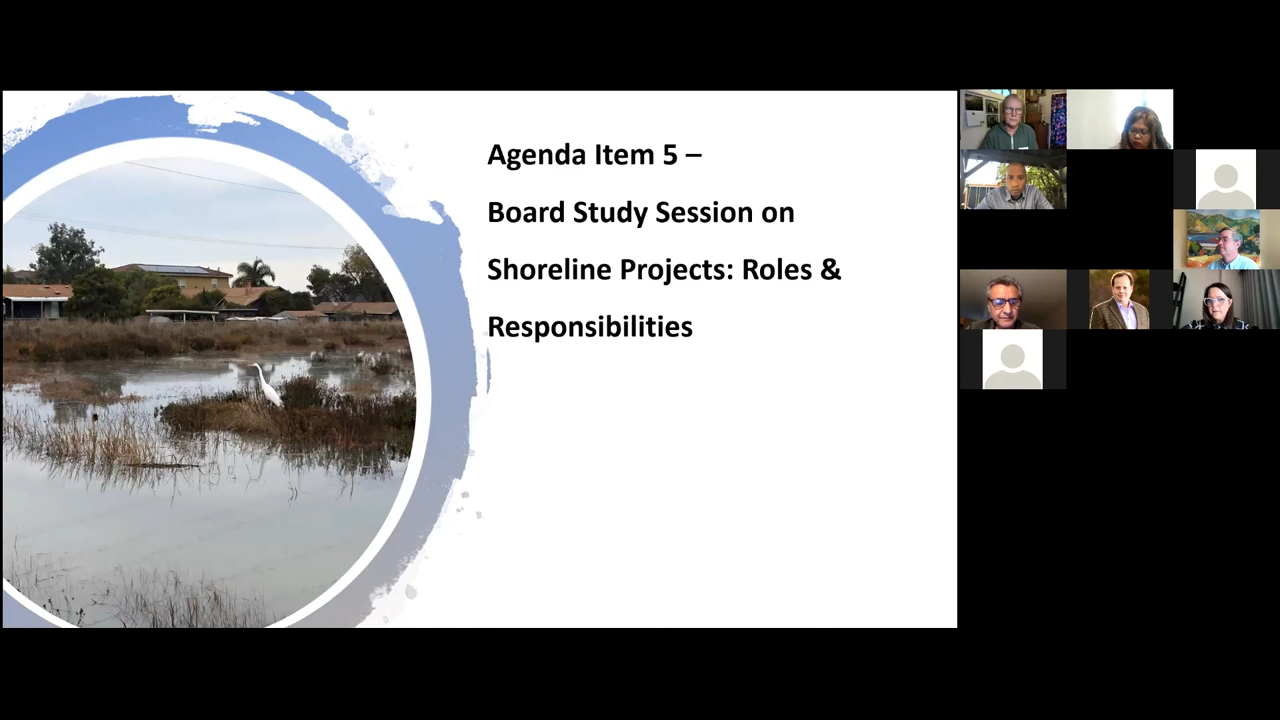 Agenda Item 5 –
Board Study Session on
Shoreline Projects: Roles &
Responsibilities